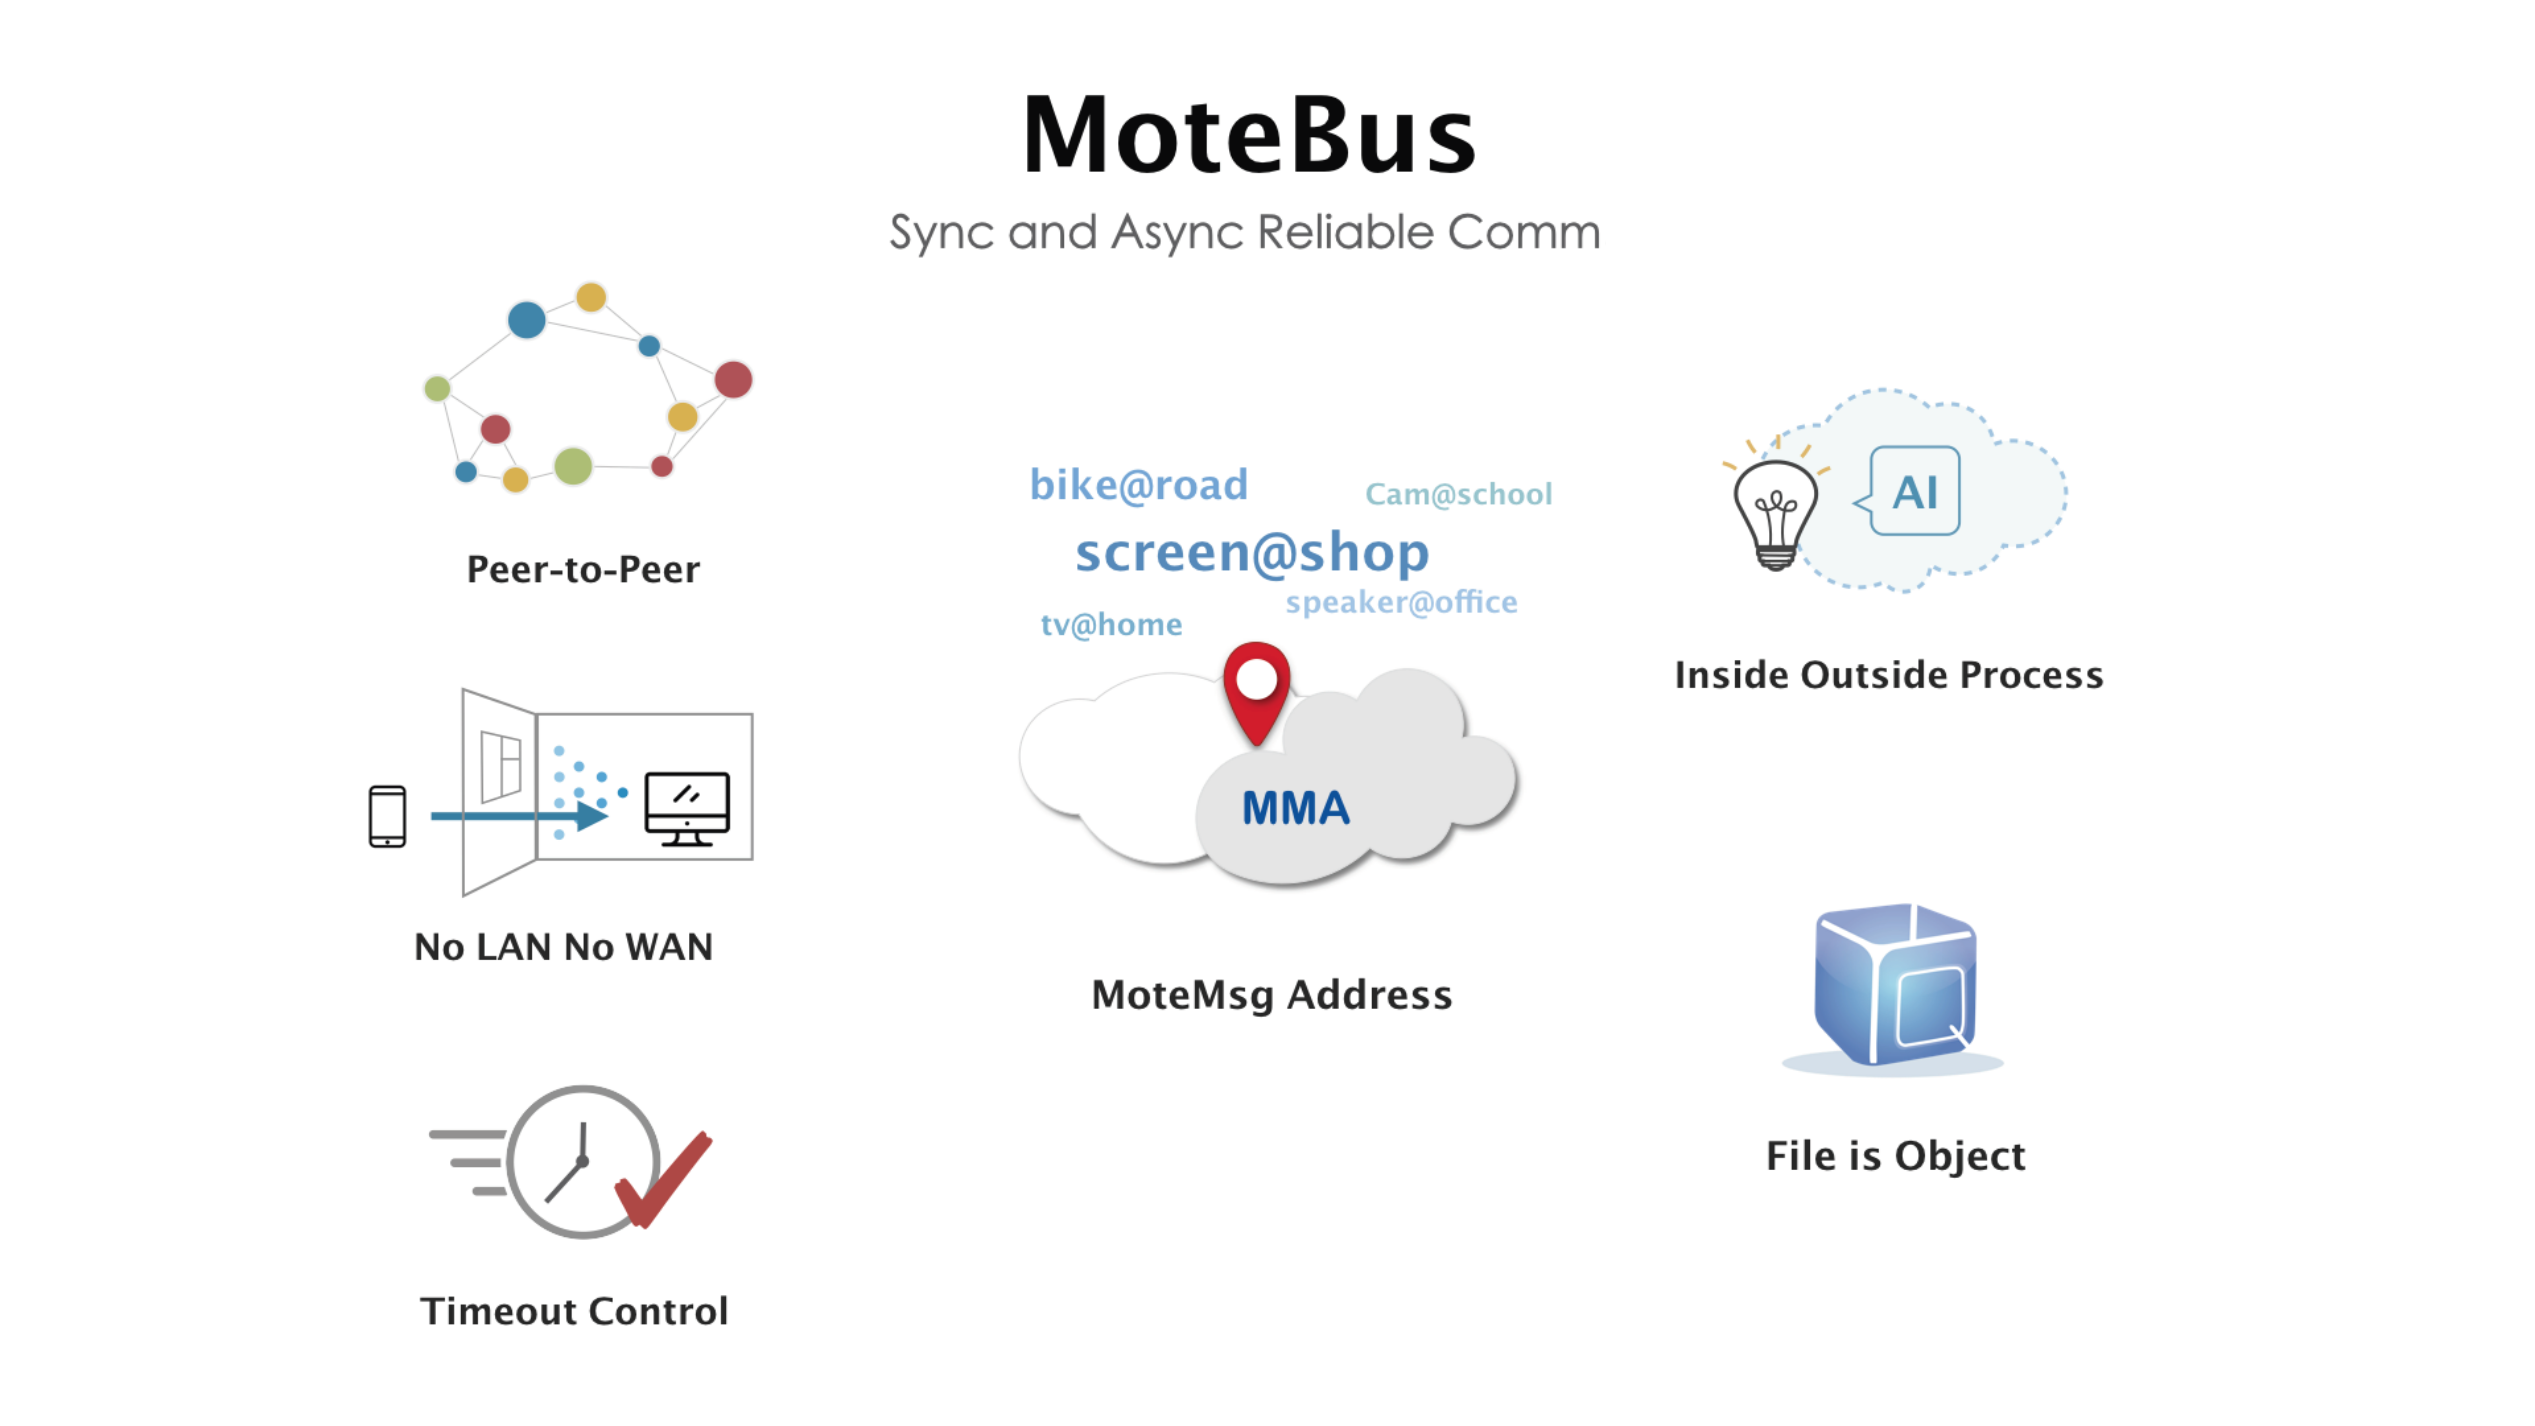 MoteBus
Sync and Async Reliable Comm
Peer-to-Peer
No LAN No WAN
Timeout Control
bike@road
Cam@school
screen@shop
speaker@office
tv@home
MMA
MoteMsg Address
AI
Inside Outside Process
File is Object